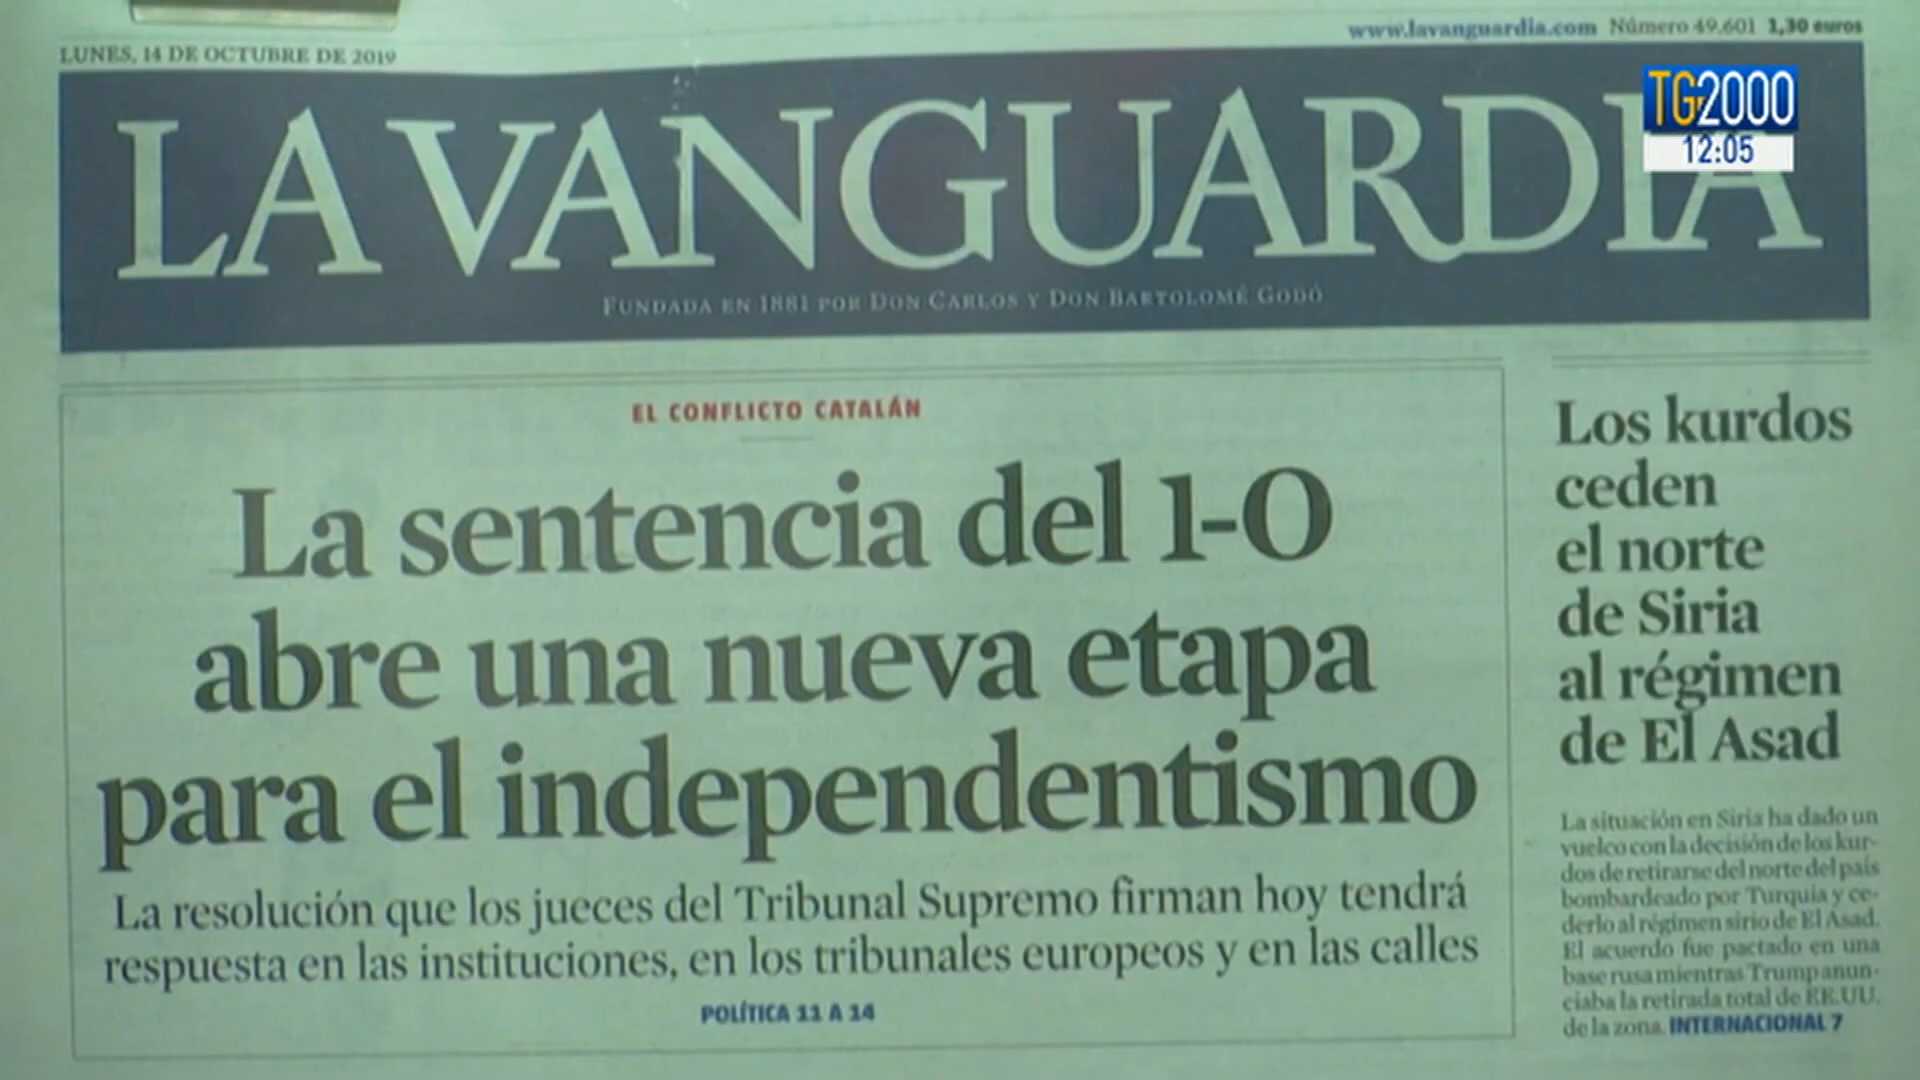 www.lavanguardia.com Número 49.601 1,30 euros
LUNES, 14 DE OCTUBRE DE 2019
TG2000
12:05
LA VANGUARDIA
FUNDADA EN 1881 POR DON CARLOS Y DON BARTOLOMÉ GODÓ
EL CONFLICTO CATALÁN
La sentencia del 1-O
abre una nueva etapa
para el independentismo
La resolución que los jueces del Tribunal Supremo firman hoy tendrá
respuesta en las instituciones, en los tribunales europeos y en las calles
POLÍTICA 11 A 14
Los kurdos
ceden
el norte
de Siria
al régimen
de El Asad
La situación en Siria ha dado un
vuelco con la decisión de los kur-
dos de retirarse del norte del país
bombardeado por Turquía y ce-
derlo al régimen sirio de El Asad.
El acuerdo fue pactado en una
base rusa mientras Trump anun-
ciaba la retirada total de EE.UU.
de la zona. INTERNACIONAL 7